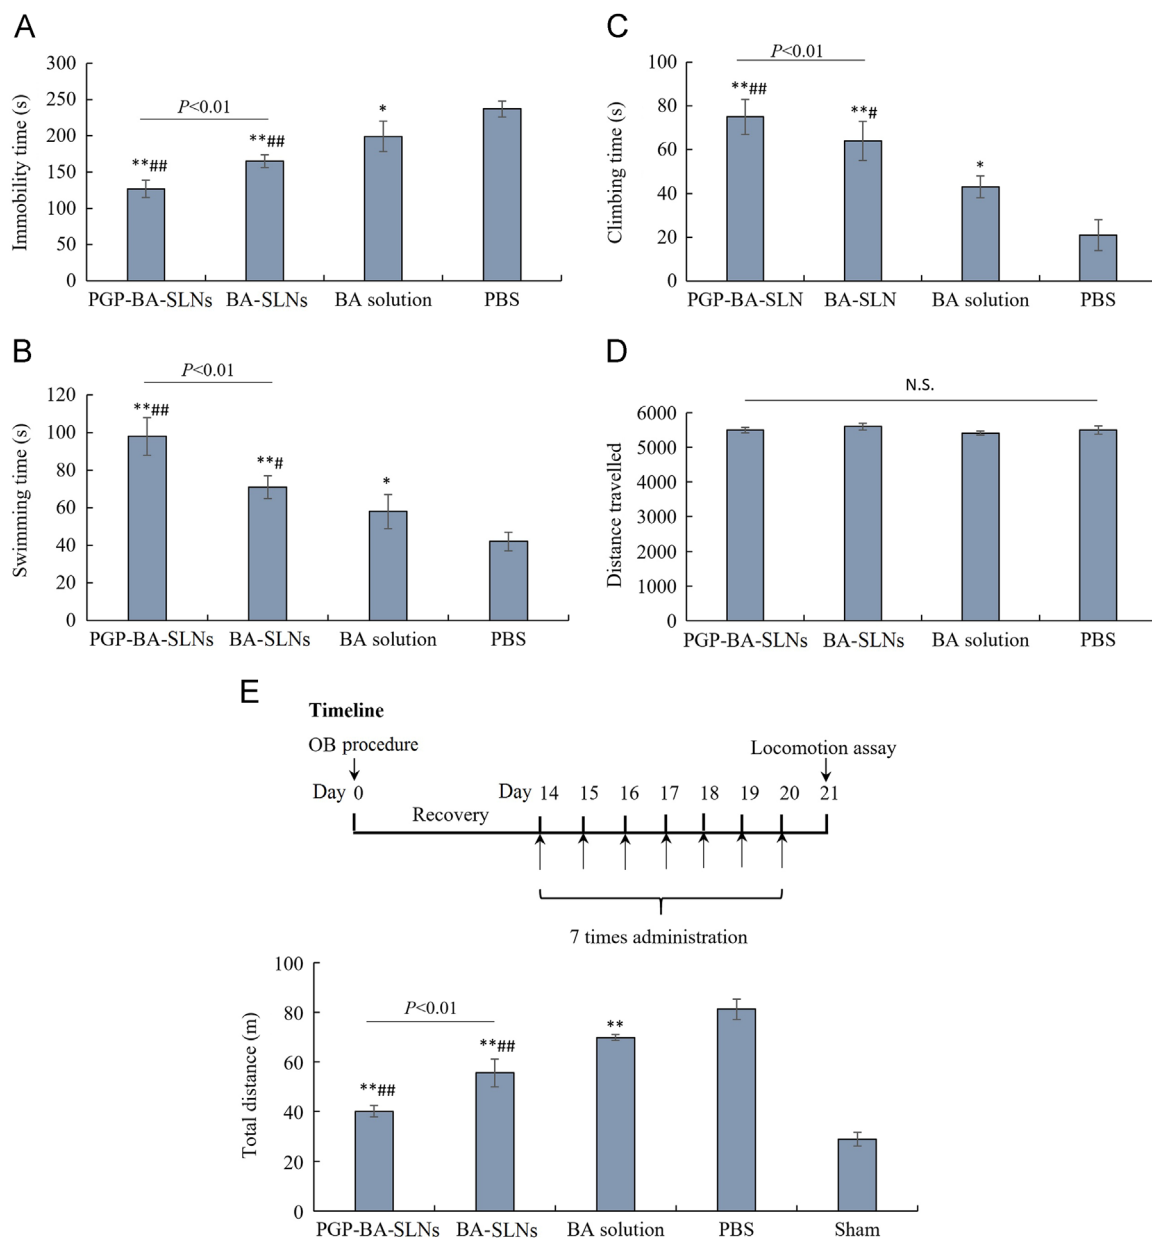 A
Immobility time (s)
300
250
200
150
100
50
0
P<0.01
**##
**##
*
PGP-BA-SLNs BA-SLNs BA solution PBS
C
Climbing time (s)
100
80
60
40
20
0
P<0.01
**##
**#
*
PGP-BA-SLN BA-SLN BA solution PBS
B
Swimming time (s)
120
100
80
60
40
20
0
P<0.01
**##
**#
*
PGP-BA-SLNs BA-SLNs BA solution PBS
D
Distance travelled
6000
5000
4000
3000
2000
1000
0
N.S.
PGP-BA-SLNs BA-SLNs BA solution PBS
E
Timeline
OB procedure
Locomotion assay
Day 0 Day 14 15 16 17 18 19 20 21
Recovery
7 times administration
Total distance (m)
100
80
60
40
20
0
P<0.01
**##
**##
**
PGP-BA-SLNs BA-SLNs BA solution PBS Sham